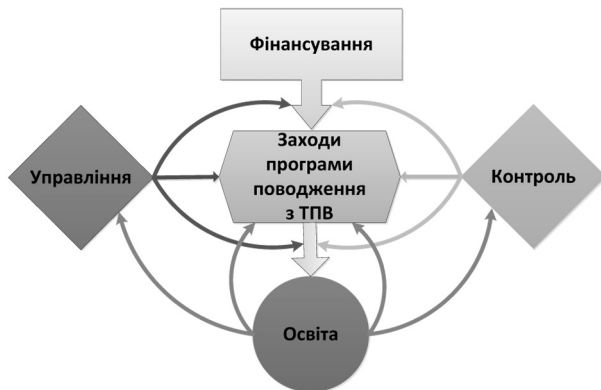 Фінансування
Заходи
програми
поводження
з ТПВ
Управління
Контроль
Освіта